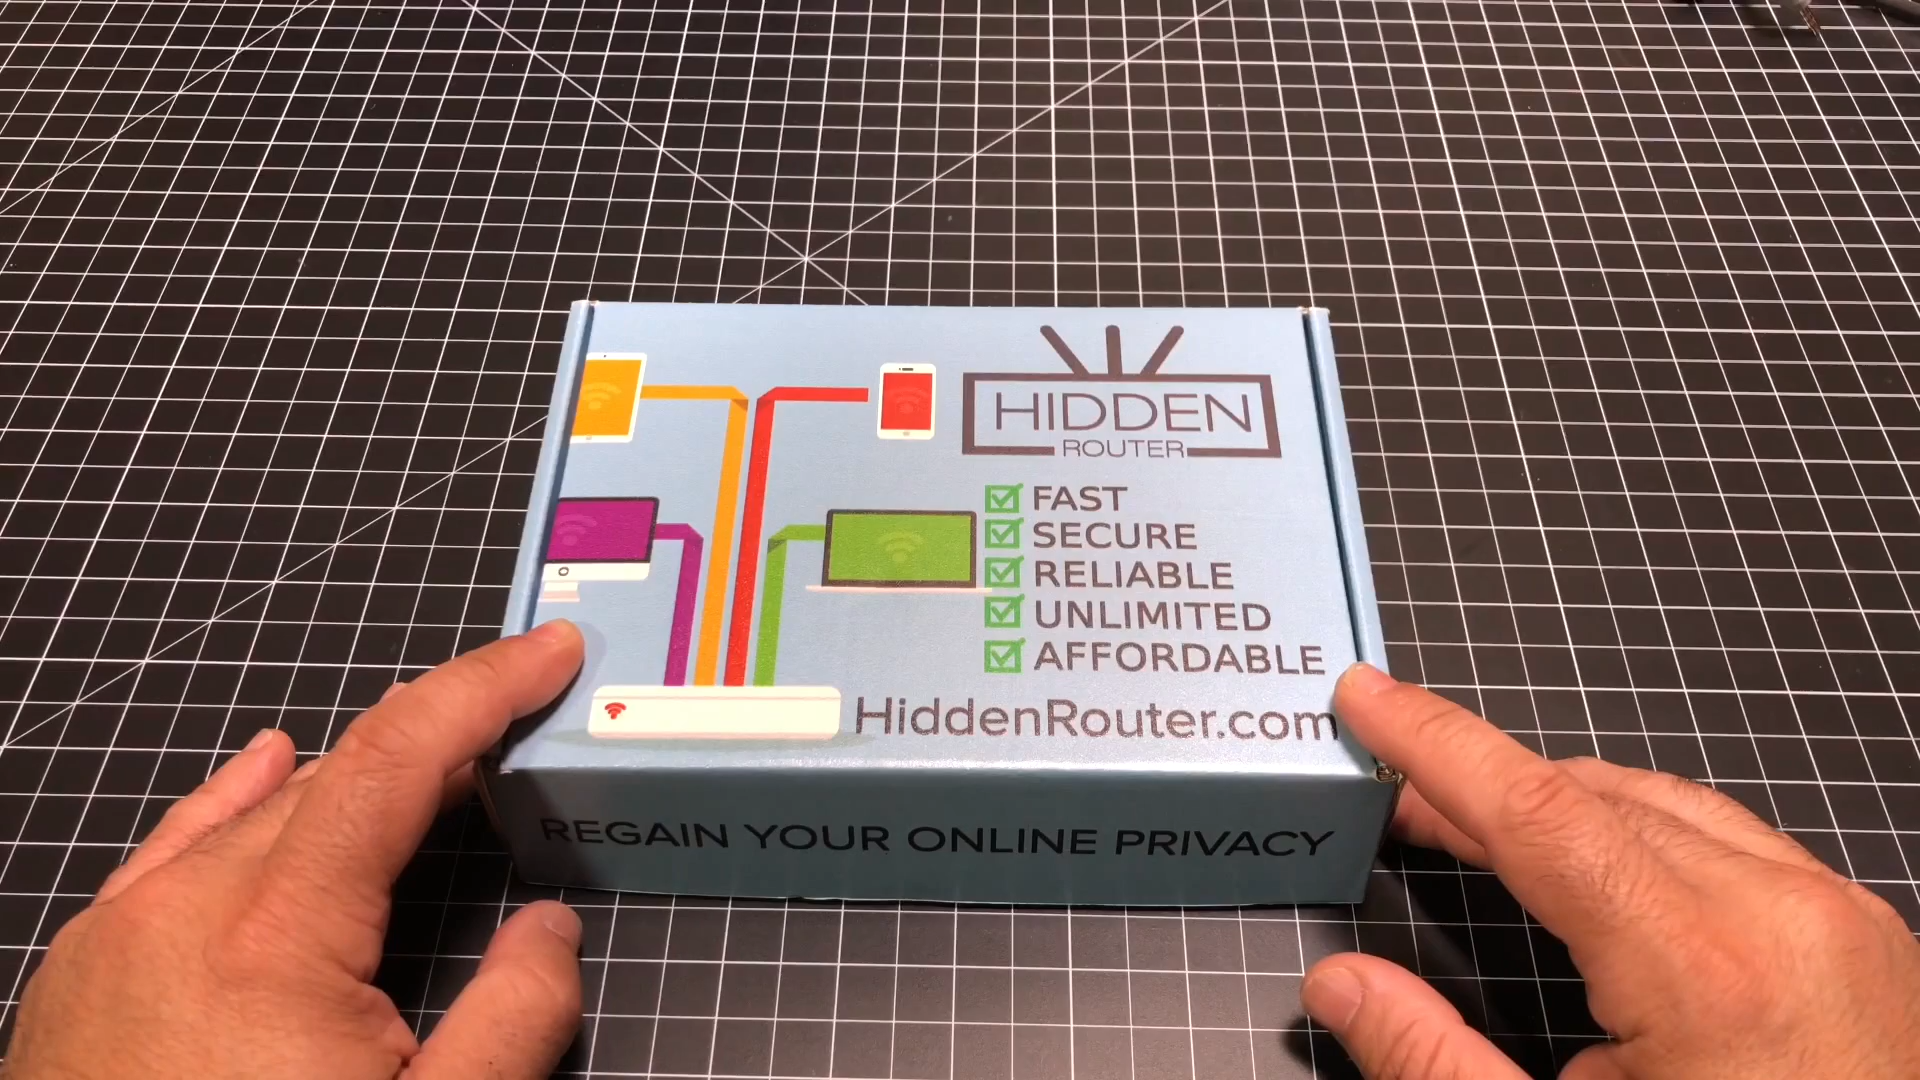 HIDDEN
ROUTER
FAST
SECURE
RELIABLE
UNLIMITED
AFFORDABLE
HiddenRouter.com
REGAIN YOUR ONLINE PRIVACY